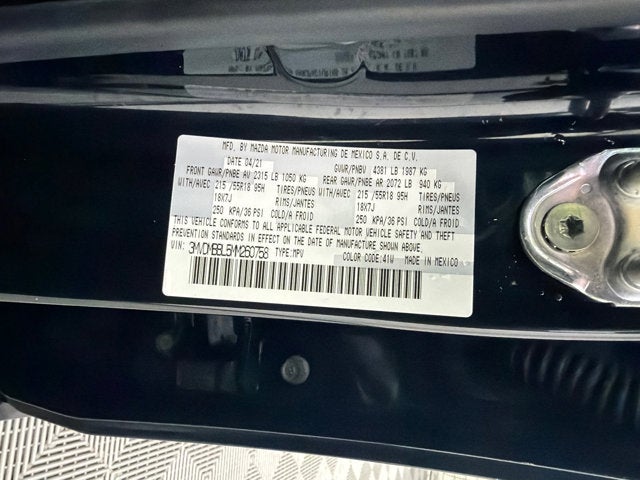 MFD. BY MAZDA MOTOR MANUFACTURING DE MEXICO S.A. DE C.V.
DATE 04/21 GVWR/PNBV 4381 LB 1987 KG
FRONT GAWR/PNBE AV 2315 LB 1050 KG REAR GAWR/PNBE AR 2072 LB 940 KG
WITH/AVEC 215 /55R18 95H TIRES/PNEUS WITH/AVEC 215 /55R18 95H TIRES/PNEUS
18X7J RIMS/JANTES 18X7J RIMS/JANTES
250 KPA/36 PSI COLD/A FROID 250 KPA/36 PSI COLD/A FROID
THIS VEHICLE CONFORMS TO ALL APPLICABLE FEDERAL MOTOR VEHICLE SAFETY AND THEFT
PREVENTION STANDARDS IN EFFECT ON THE DATE OF MANUFACTURE SHOWN ABOVE.
VIN: 3MVDMBBL5NM260758 TYPE:MPV COLOR CODE:41W MADE IN MEXICO